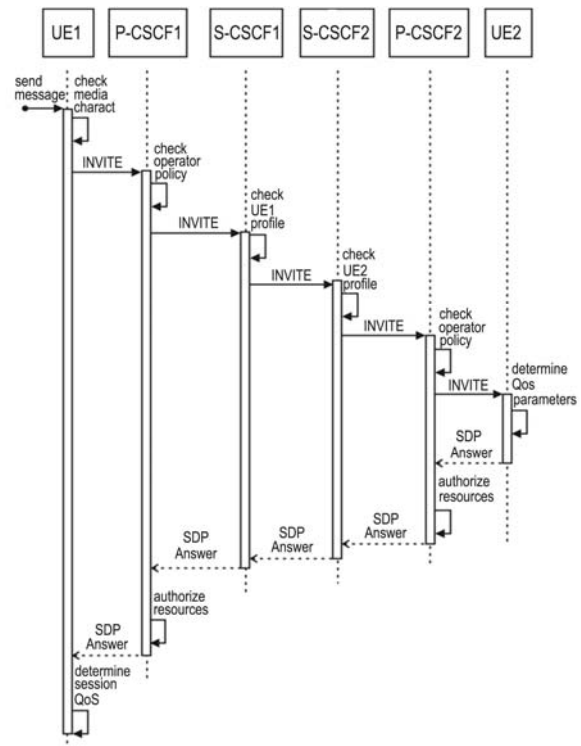 UE1
P-CSCF1
S-CSCF1
S-CSCF2
P-CSCF2
UE2
send
message
check
media
charact
INVITE
check
operator
policy
INVITE
check
UE1
profile
INVITE
check
UE2
profile
INVITE
check
operator
policy
INVITE
determine
Qos
parameters
SDP
Answer
authorize
resources
SDP
Answer
SDP
Answer
SDP
Answer
authorize
resources
SDP
Answer
determine
session
QoS